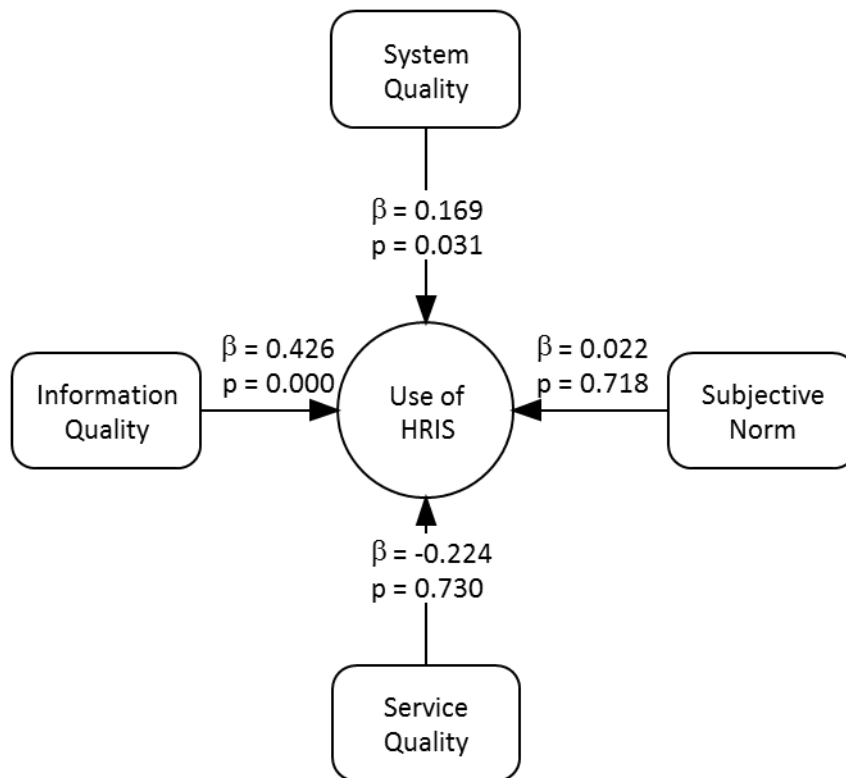 System
Quality
β = 0.169
p = 0.031
β = 0.426
p = 0.000
β = 0.022
p = 0.718
Information
Quality
Use of
HRIS
Subjective
Norm
β = -0.224
p = 0.730
Service
Quality